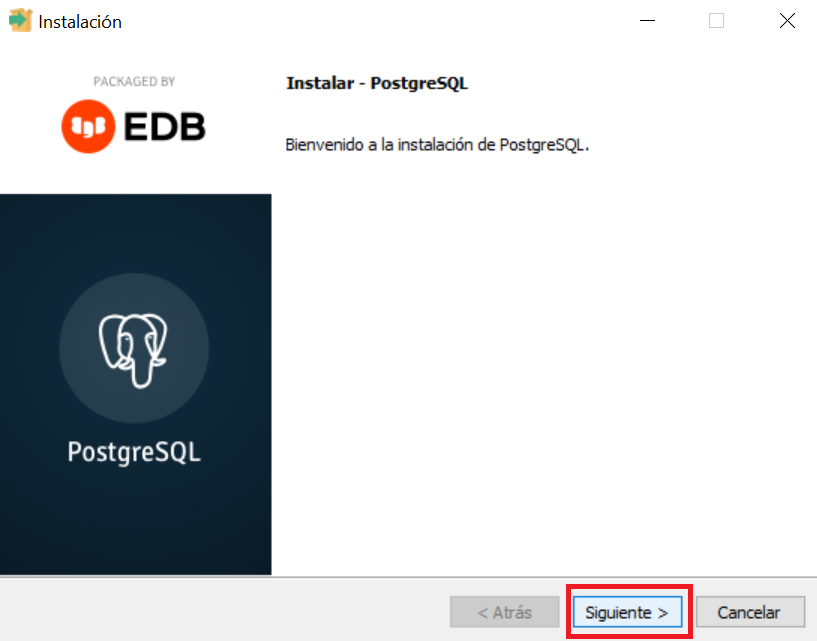 Instalación
PACKAGED BY
EDB
Instalar - PostgreSQL
Bienvenido a la instalación de PostgreSQL.
PostgreSQL
< Atrás
Siguiente >
Cancelar